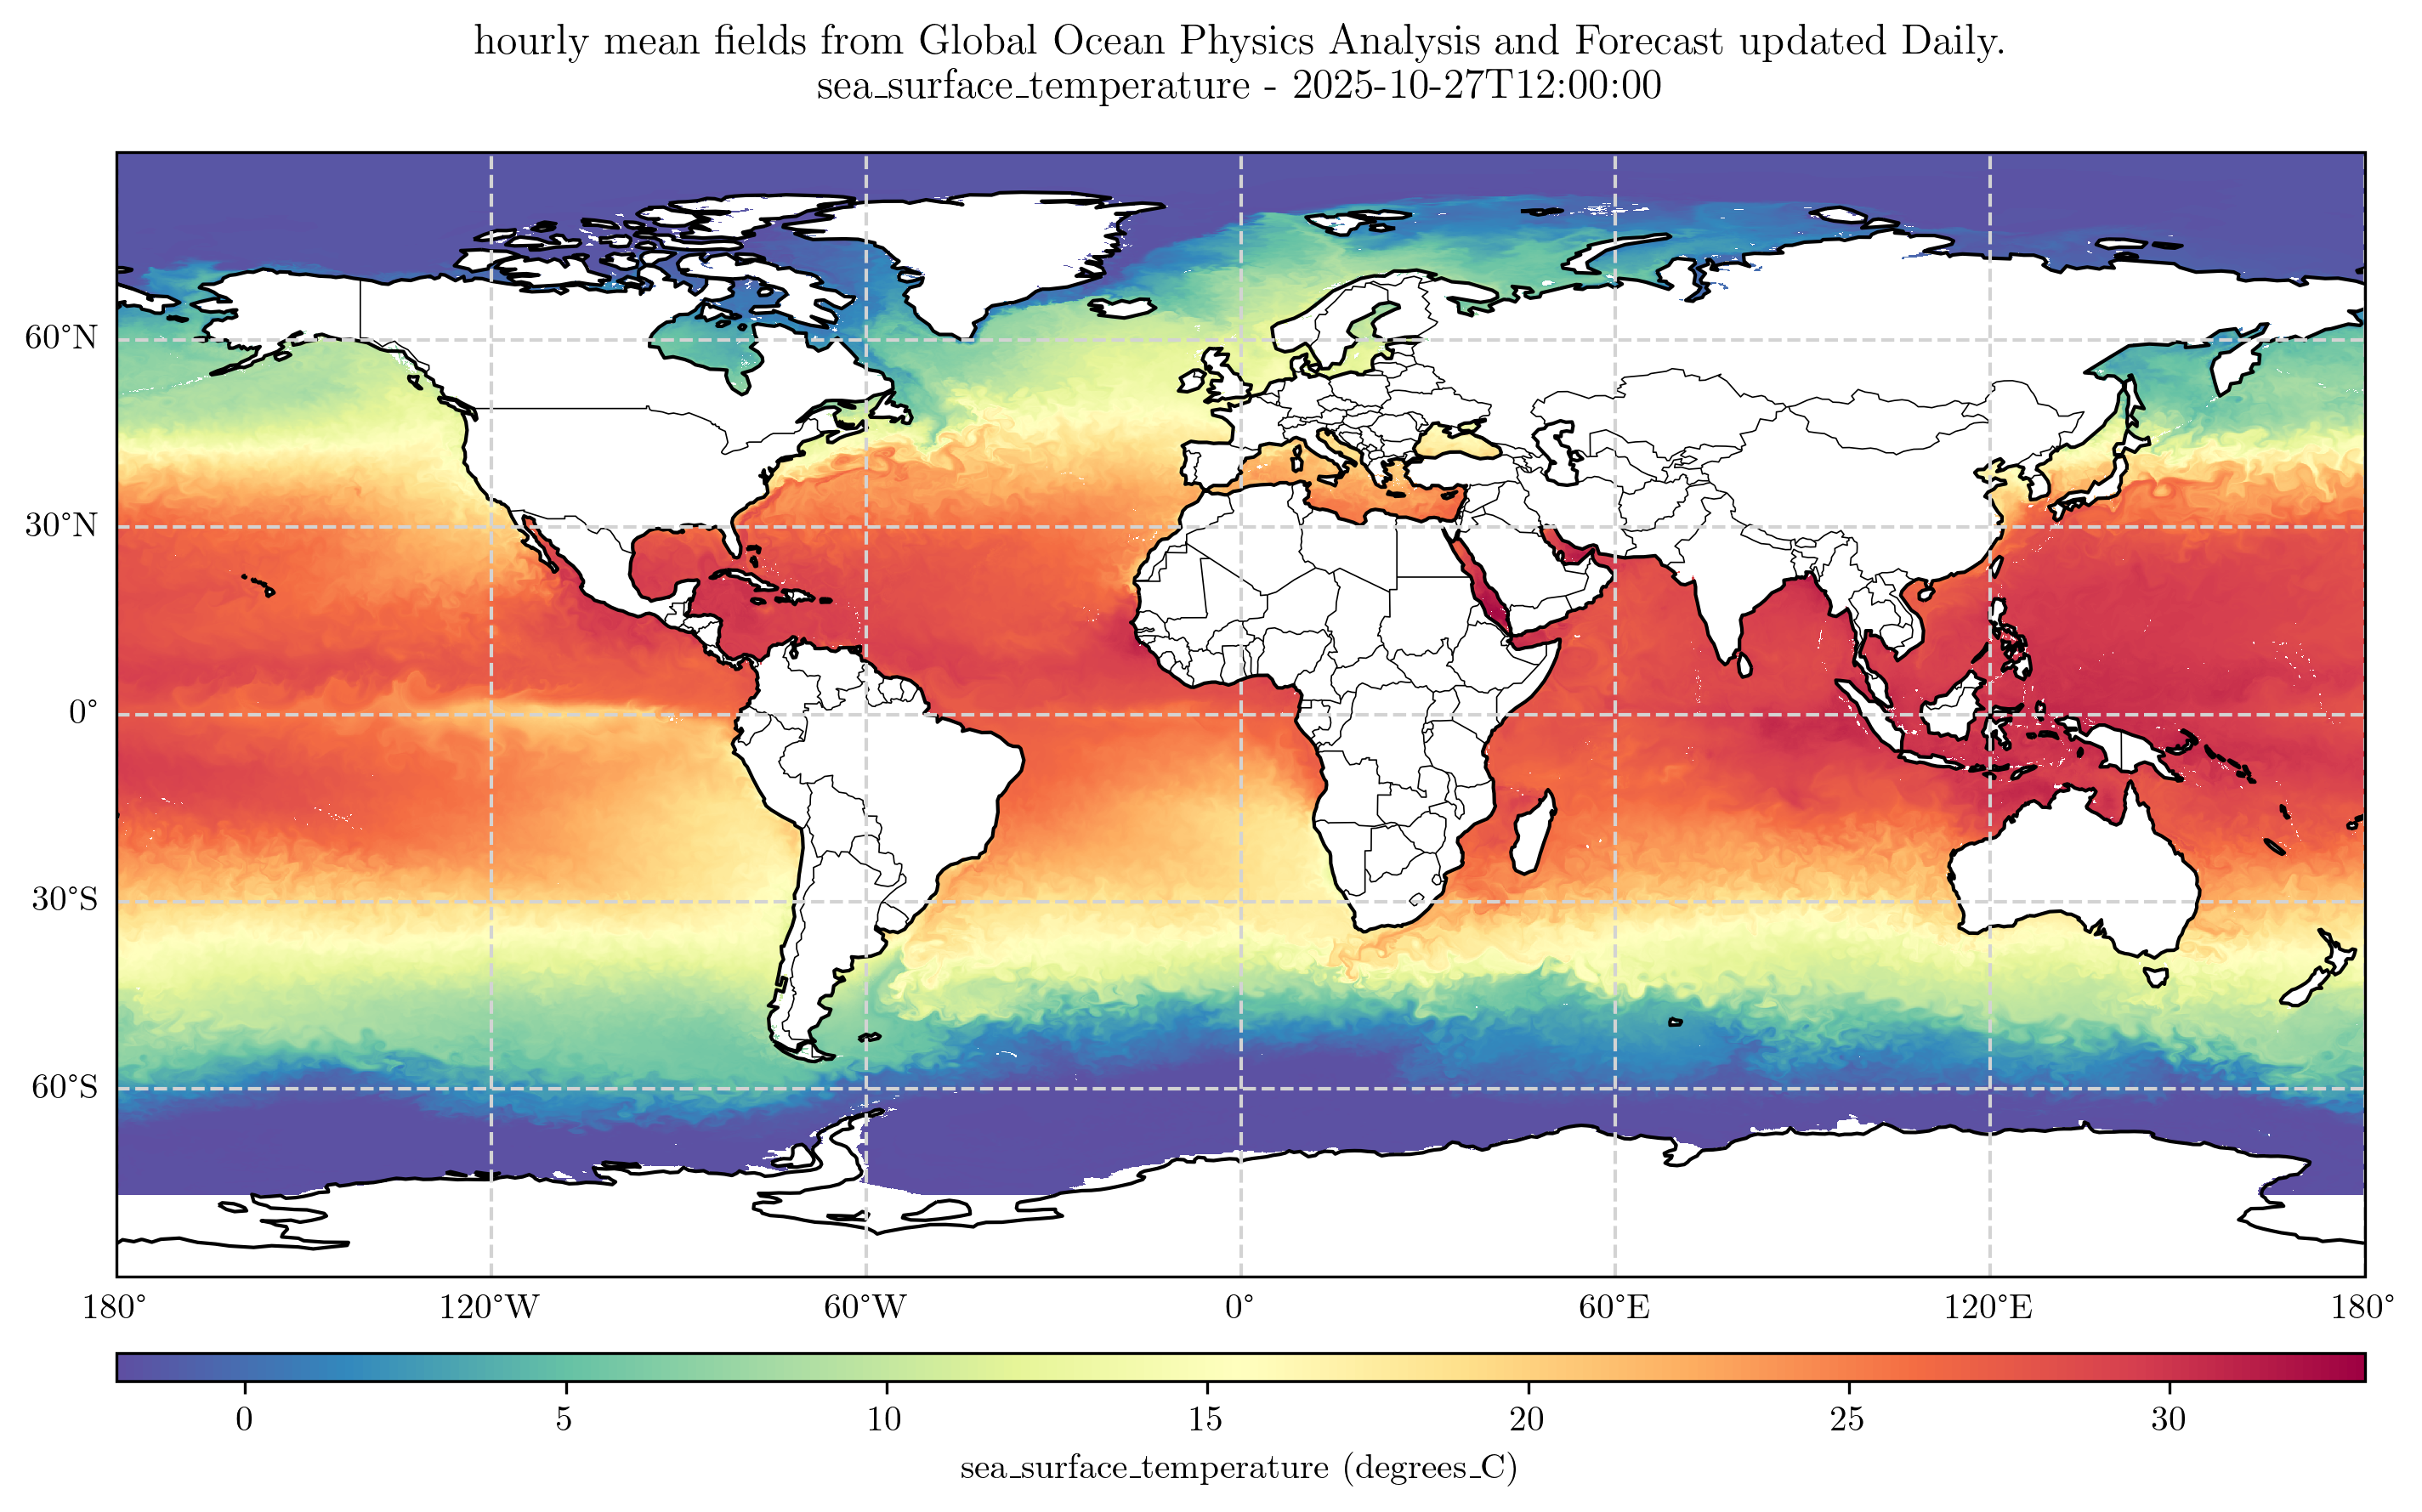 hourly mean fields from Global Ocean Physics Analysis and Forecast updated Daily.
sea_surface_temperature - 2025-10-27T12:00:00
60°N
30°N
0°
30°S
60°S
180° 120°W 60°W 0° 60°E 120°E 180°
0 5 10 15 20 25 30
sea_surface_temperature (degrees_C)